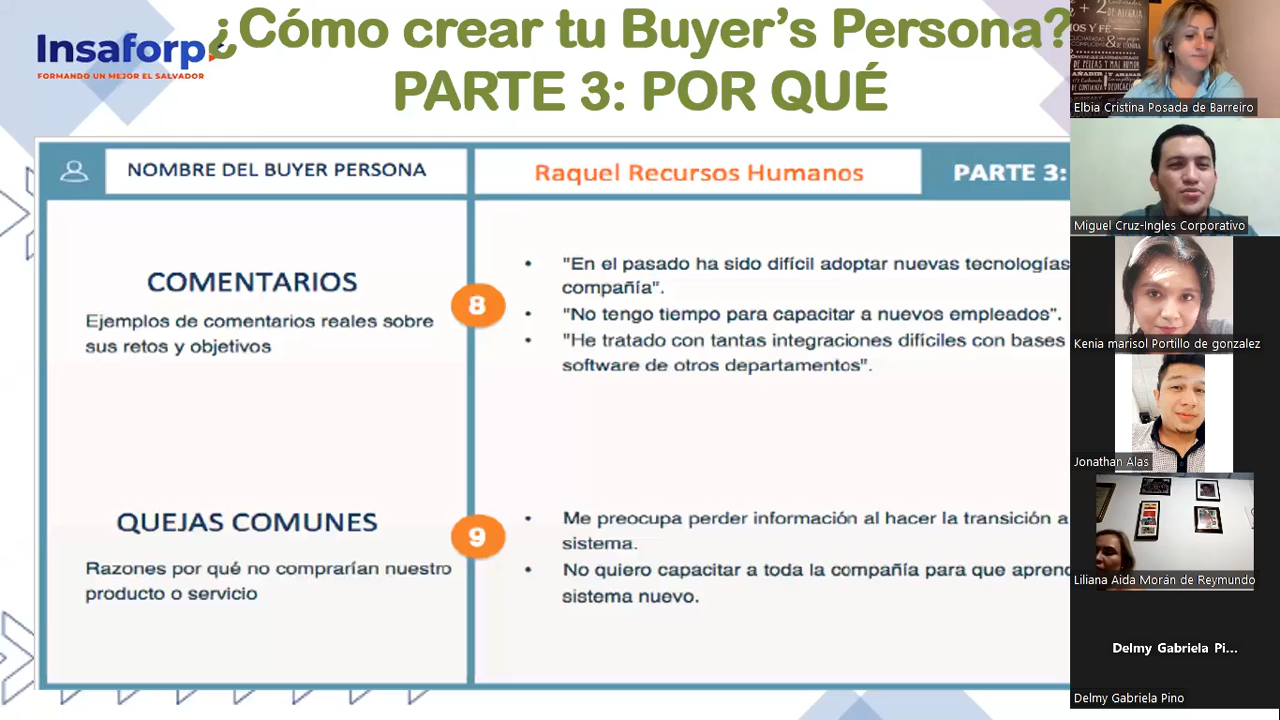 ¿Cómo crear tu Buyer's Persona?
PARTE 3: POR QUÉ
Insaforp
FORMANDO UN MEJOR EL SALVADOR
NOMBRE DEL BUYER PERSONA
Raquel Recursos Humanos
PARTE 3:
COMENTARIOS
Ejemplos de comentarios reales sobre
sus retos y objetivos
8
• "En el pasado ha sido difícil adoptar nuevas tecnologías
compañía".
• "No tengo tiempo para capacitar a nuevos empleados".
• "He tratado con tantas integraciones difíciles con bases
software de otros departamentos".
QUEJAS COMUNES
Razones por qué no comprarían nuestro
producto o servicio
9
• Me preocupa perder información al hacer la transición a
sistema.
• No quiero capacitar a toda la compañía para que aprend
sistema nuevo.
DE ALEGRIA
AÑADIR
Elbia Cristina Posada de Barreiro
Miguel Cruz-Ingles Corporativo
Kenia marisol Portillo de gonzalez
Jonathan Alas
Liliana Aida Morán de Reymundo
Delmy Gabriela Pi...
Delmy Gabriela Pino